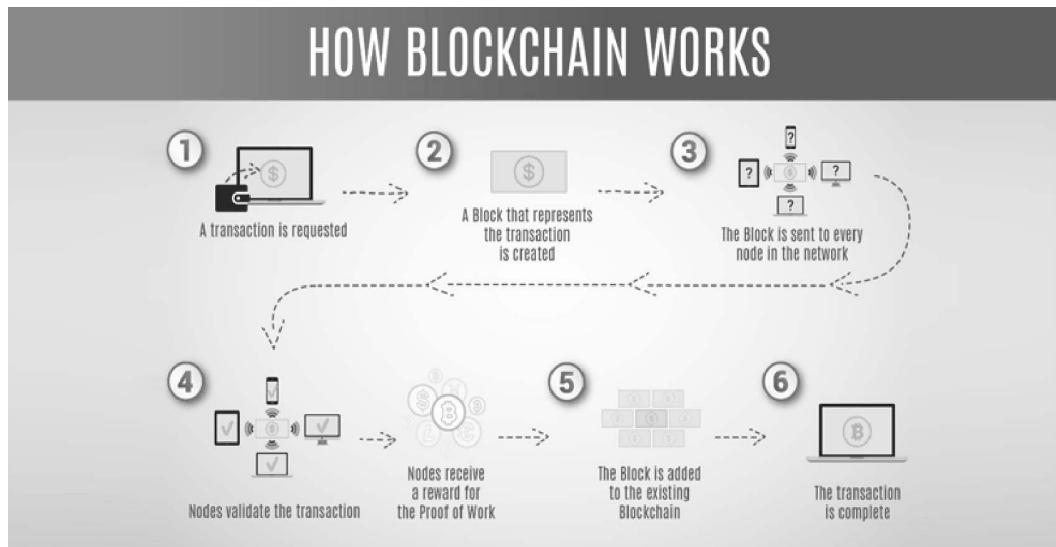 HOW BLOCKCHAIN WORKS
1
A transaction is requested
2
A Block that represents
the transaction
is created
3
The Block is sent to every
node in the network
4
Nodes validate the transaction
Nodes receive
a reward for
the Proof of Work
5
The Block is added
to the existing
Blockchain
6
The transaction
is complete